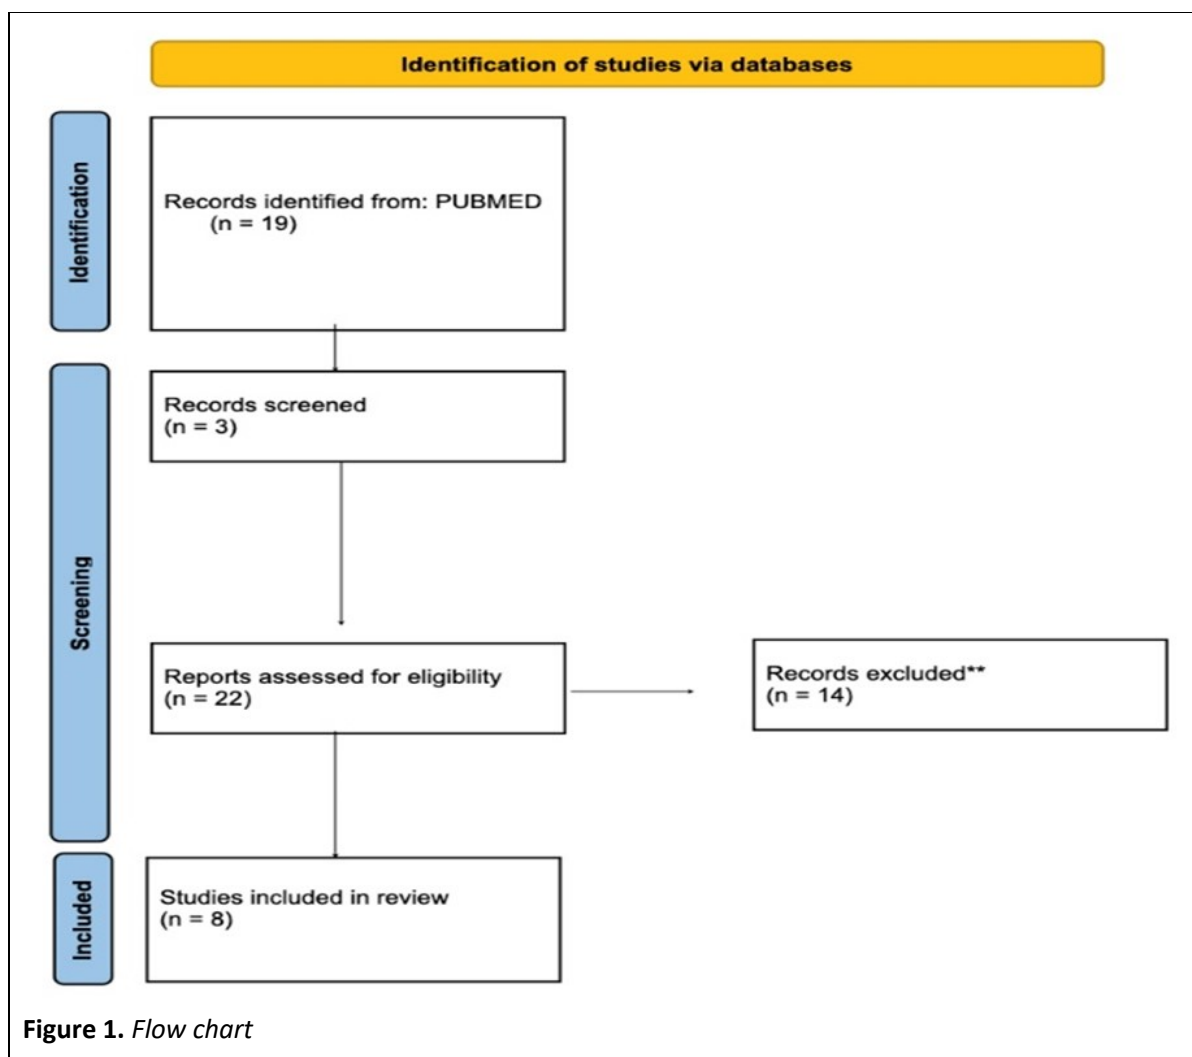 Identification of studies via databases
Identification
Records identified from: PUBMED
(n = 19)
Screening
Records screened
(n = 3)
Reports assessed for eligibility
(n = 22)
Records excluded**
(n = 14)
Included
Studies included in review
(n = 8)
Figure 1. Flow chart